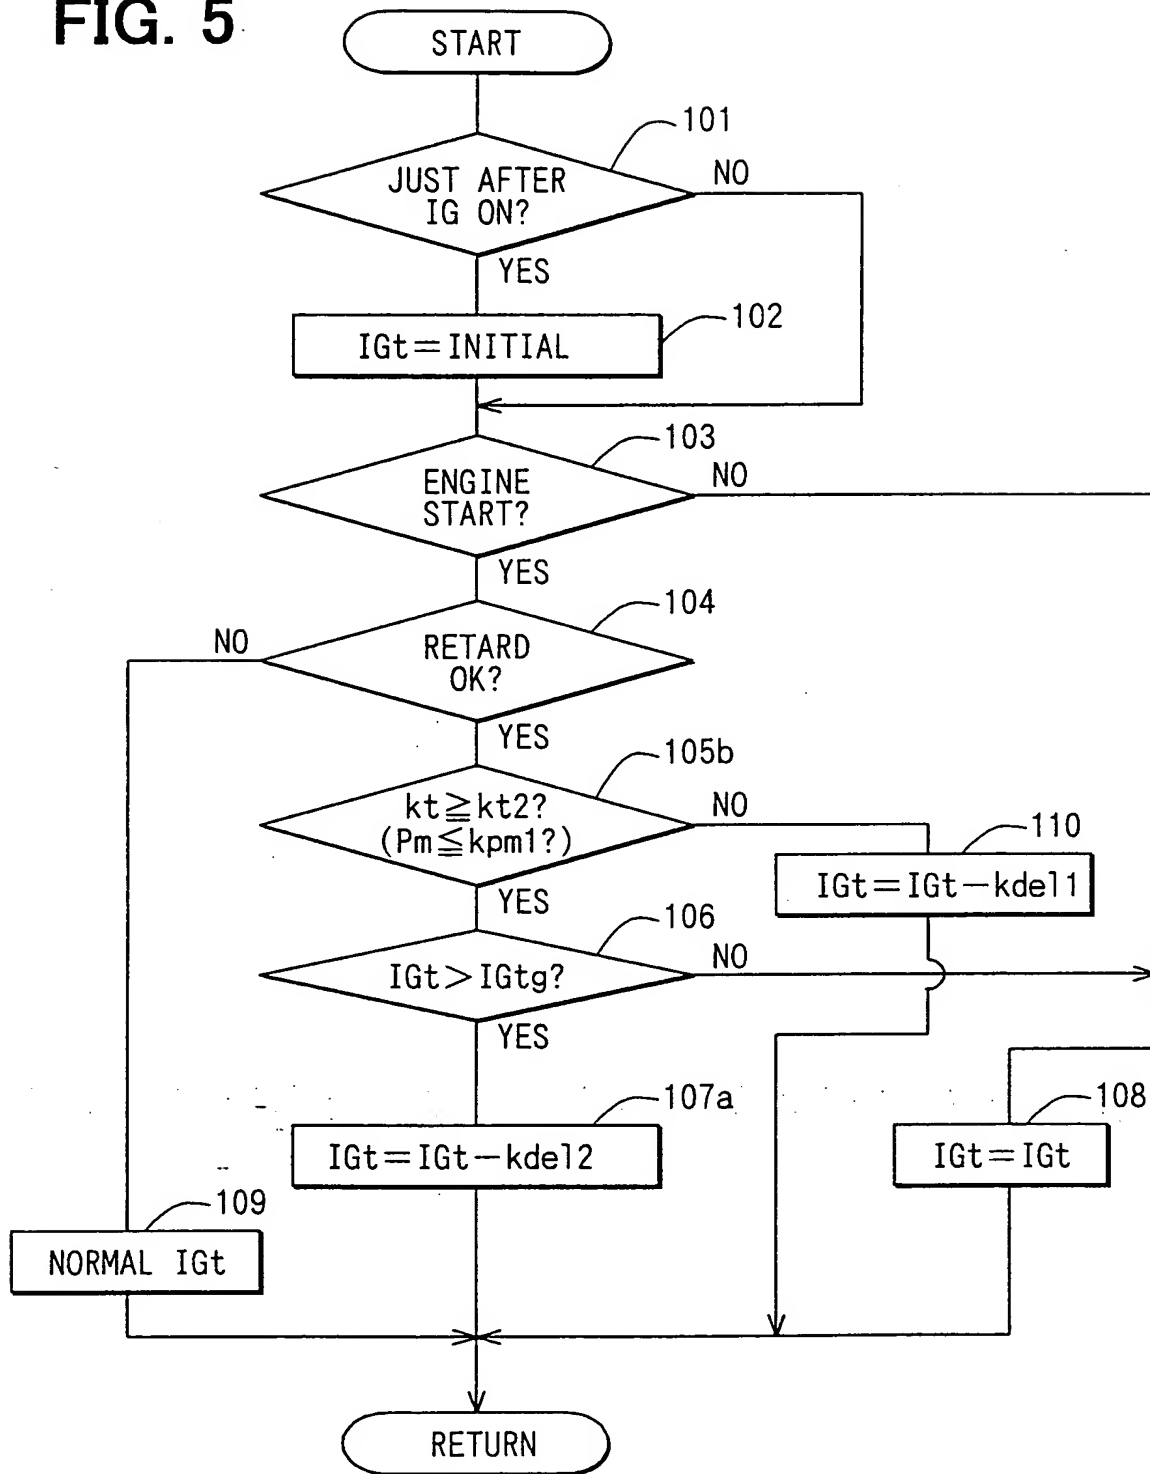 FIG. 5
START
101
JUST AFTER
IG ON?
NO
YES
102
IGt=INITIAL
103
ENGINE
START?
NO
YES
104
NO
RETARD
OK?
YES
105b
kt≧kt2?
(Pm≦kpm1?)
NO
110
IGt=IGt−kdel1
YES
106
IGt>IGtg?
NO
YES
107a
IGt=IGt−kdel2
108
IGt=IGt
109
NORMAL IGt
RETURN